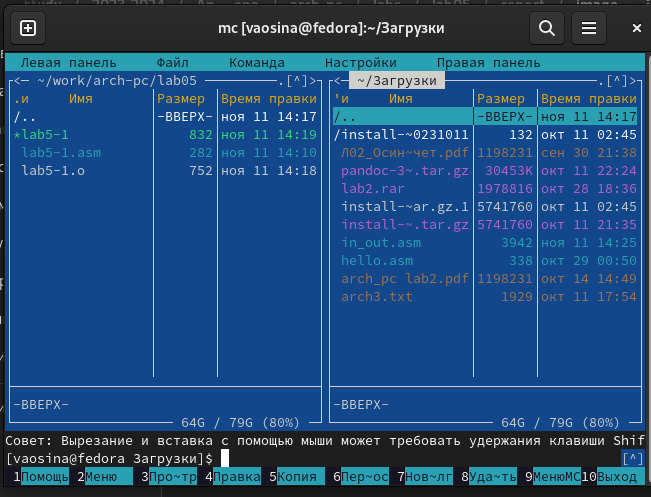 mc [vaosina@fedora]:~/Загрузки
Левая панель Файл Команда Настройки Правая панель
<— ~/work/arch-pc/lab05 .[^]> <— ~/Загрузки .[^]>
.и Имя Размер Время правки 'и Имя Размер Время правки
/.. -ВВЕРХ- ноя 11 14:17 /.. -ВВЕРХ- ноя 11 14:17
*lab5-1 832 ноя 11 14:19 /install-~0231011 132 окт 11 02:45
lab5-1.asm 282 ноя 11 14:10 Л02_Осин~чет.pdf 1198231 сен 30 21:38
lab5-1.o 752 ноя 11 14:18 pandoc-3~.tar.gz 30453K окт 11 22:24
lab2.rar 1978816 окт 28 18:36
install-~ar.gz.1 5741760 окт 11 02:45
install-~.tar.gz 5741760 окт 11 21:35
in_out.asm 3942 ноя 11 14:25
hello.asm 338 окт 29 00:50
arch_pc lab2.pdf 1198231 окт 14 14:49
arch3.txt 1929 окт 11 17:54
-ВВЕРХ- -ВВЕРХ-
64G / 79G (80%) 64G / 79G (80%)
Совет: Вырезание и вставка с помощью мыши может требовать удержания клавиши Shif
[vaosina@fedora Загрузки]$ [^]
1Помощь 2Меню 3Про~тр 4Правка 5Копия 6Пер~ос 7Нов~лг 8Уда~ть 9МенюMC 10Выход